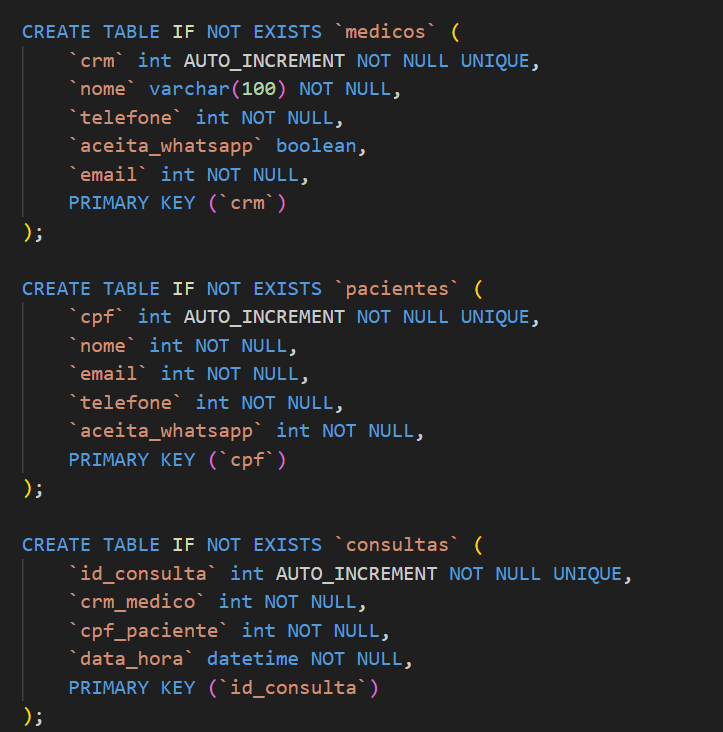 CREATE TABLE IF NOT EXISTS `medicos` (
    `crm` int AUTO_INCREMENT NOT NULL UNIQUE,
    `nome` varchar(100) NOT NULL,
    `telefone` int NOT NULL,
    `aceita_whatsapp` boolean,
    `email` int NOT NULL,
    PRIMARY KEY (`crm`)
);

CREATE TABLE IF NOT EXISTS `pacientes` (
    `cpf` int AUTO_INCREMENT NOT NULL UNIQUE,
    `nome` int NOT NULL,
    `email` int NOT NULL,
    `telefone` int NOT NULL,
    `aceita_whatsapp` int NOT NULL,
    PRIMARY KEY (`cpf`)
);

CREATE TABLE IF NOT EXISTS `consultas` (
    `id_consulta` int AUTO_INCREMENT NOT NULL UNIQUE,
    `crm_medico` int NOT NULL,
    `cpf_paciente` int NOT NULL,
    `data_hora` datetime NOT NULL,
    PRIMARY KEY (`id_consulta`)
);